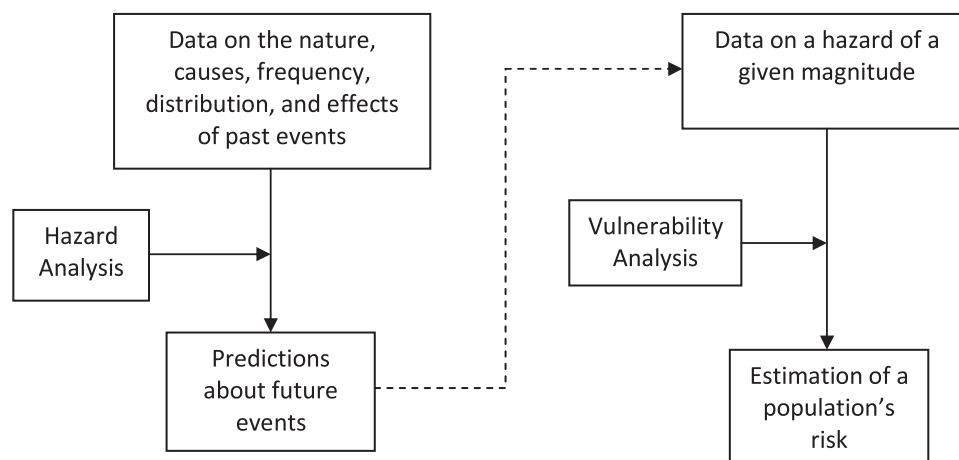 Data on the nature,
causes, frequency,
distribution, and effects
of past events
Hazard
Analysis
Predictions
about future
events
Data on a hazard of a
given magnitude
Vulnerability
Analysis
Estimation of a
population’s
risk